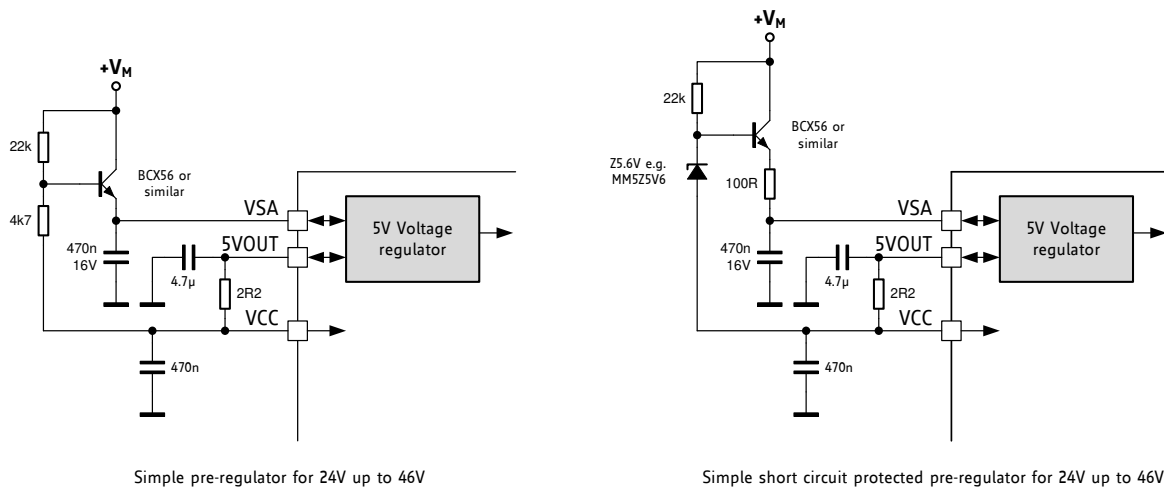 +VM
22k
BCX56 or
similar
4k7
VSA
5V Voltage
regulator
470n
16V
5VOUT
4.7µ
2R2
VCC
470n
Simple pre-regulator for 24V up to 46V
+VM
22k
BCX56 or
similar
Z5.6V e.g.
MM5Z5V6
100R
VSA
5V Voltage
regulator
470n
16V
5VOUT
4.7µ
2R2
VCC
470n
Simple short circuit protected pre-regulator for 24V up to 46V